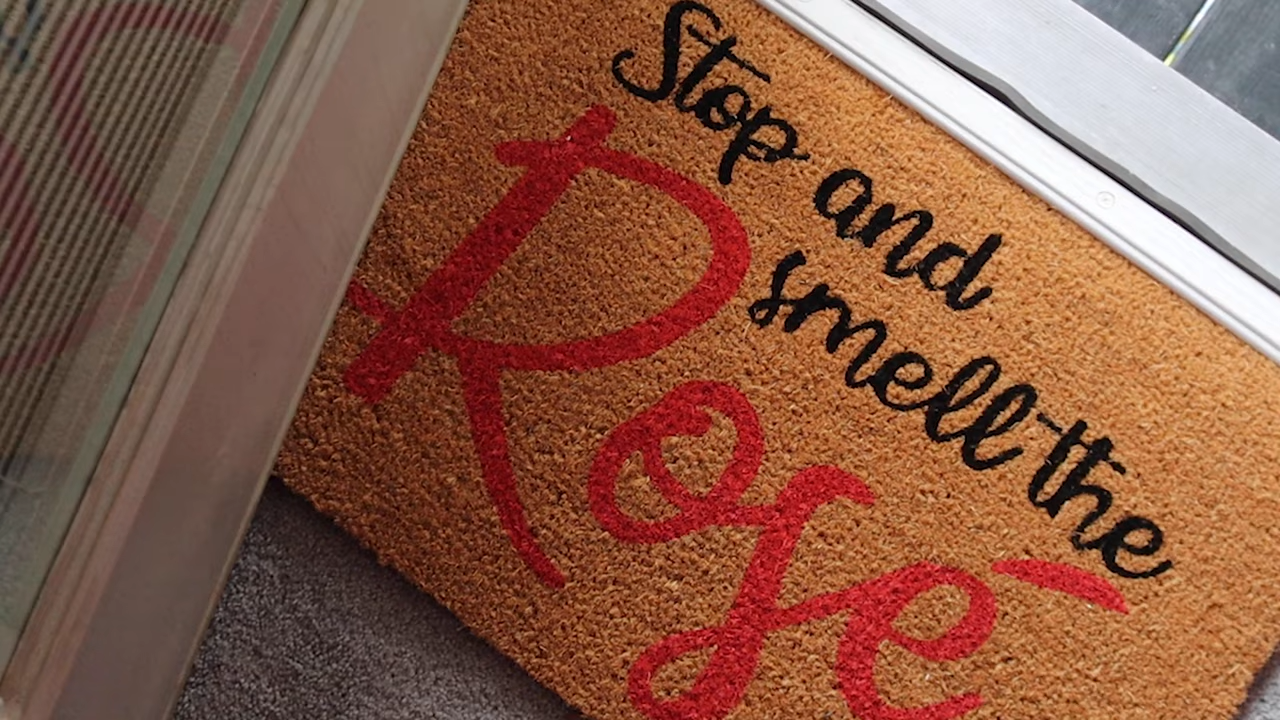 Stop and
smell the
Rosé